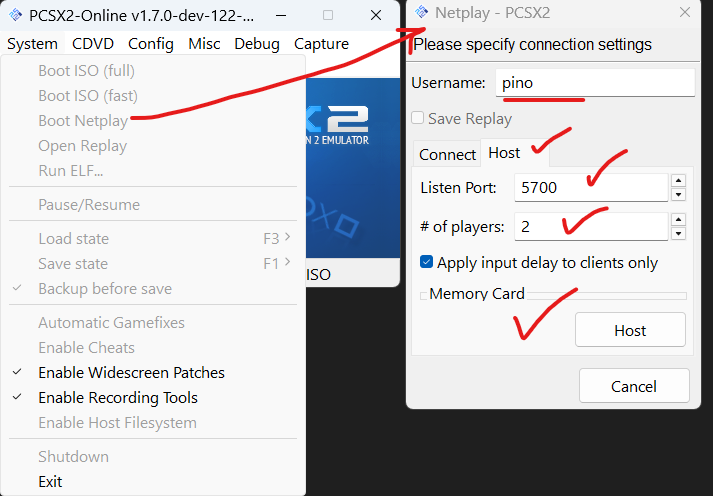 PCSX2-Online v1.7.0-dev-122-...
System CDVD Config Misc Debug Capture
Boot ISO (full)
Boot ISO (fast)
Boot Netplay
Open Replay
Run ELF...
Pause/Resume
Load state F3
Save state F1
Backup before save
Automatic Gamefixes
Enable Cheats
Enable Widescreen Patches
Enable Recording Tools
Enable Host Filesystem
Shutdown
Exit
2
N 2 EMULATOR
ISO
Netplay - PCSX2
Please specify connection settings
Username: pino
Save Replay
Connect Host
Listen Port: 5700
# of players: 2
Apply input delay to clients only
Memory Card
Host
Cancel